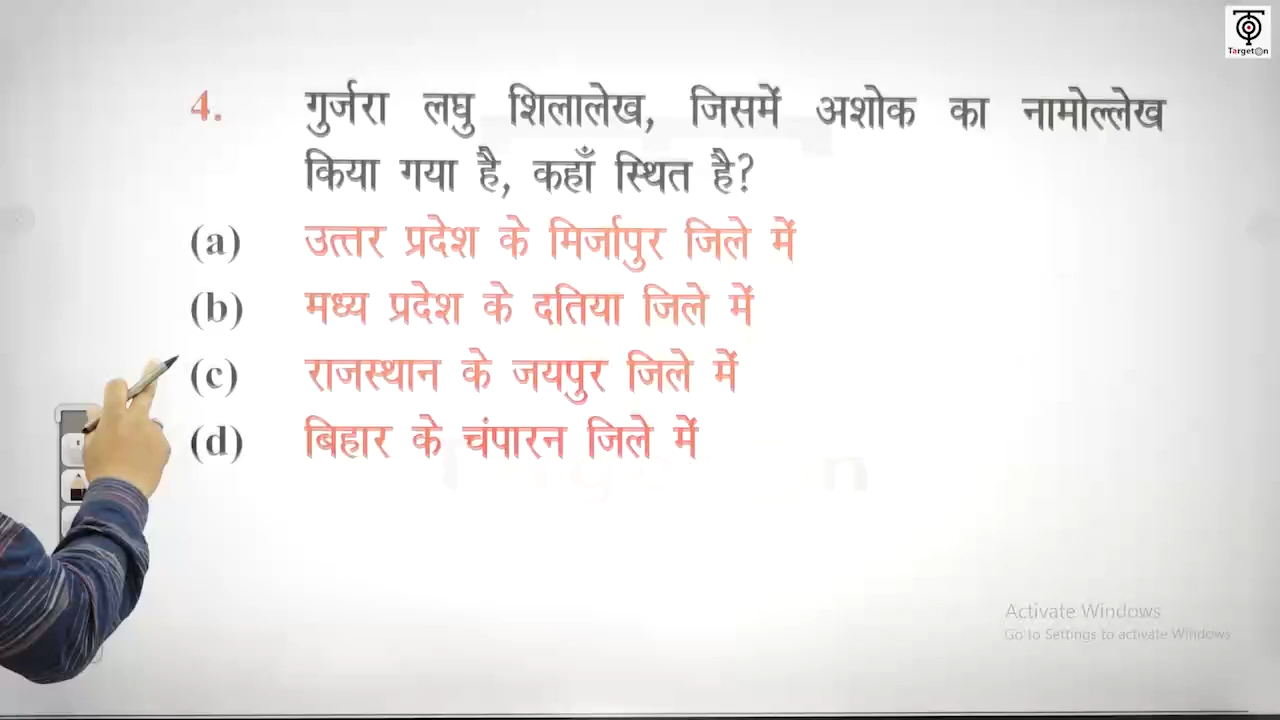 TargetOn
4. गुर्जरा लघु शिलालेख, जिसमें अशोक का नामोल्लेख
किया गया है, कहाँ स्थित है?
(a) उत्तर प्रदेश के मिर्जापुर जिले में
(b) मध्य प्रदेश के दतिया जिले में
(c) राजस्थान के जयपुर जिले में
(d) बिहार के चंपारन जिले में
Activate Windows
Go to Settings to activate Windows